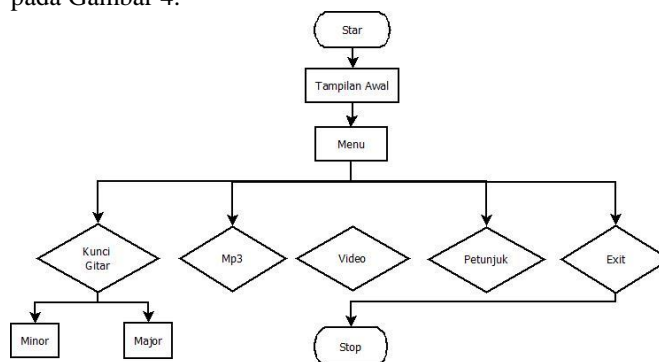 pada Gambar 4.
Star
Tampilan Awal
Menu
Kunci
Gitar
Mp3
Video
Petunjuk
Exit
Minor
Major
Stop